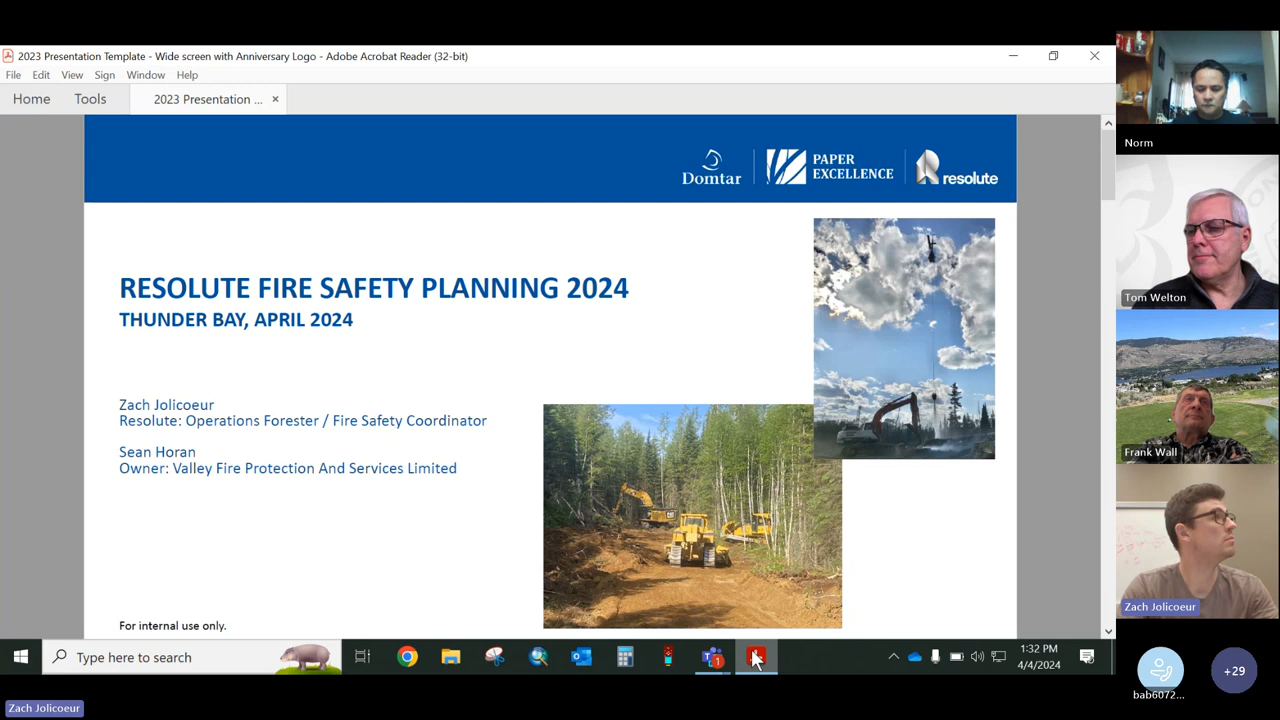 2023 Presentation Template - Wide screen with Anniversary Logo - Adobe Acrobat Reader (32-bit)
File Edit View Sign Window Help
Home Tools 2023 Presentation ... ×
Domtar PAPER EXCELLENCE resolute
RESOLUTE FIRE SAFETY PLANNING 2024
THUNDER BAY, APRIL 2024
Zach Jolicoeur
Resolute: Operations Forester / Fire Safety Coordinator
Sean Horan
Owner: Valley Fire Protection And Services Limited
For internal use only.
Type here to search
1
1:32 PM
4/4/2024
Norm
Tom Welton
Frank Wall
Zach Jolicoeur
bab6072...
+29
Zach Jolicoeur